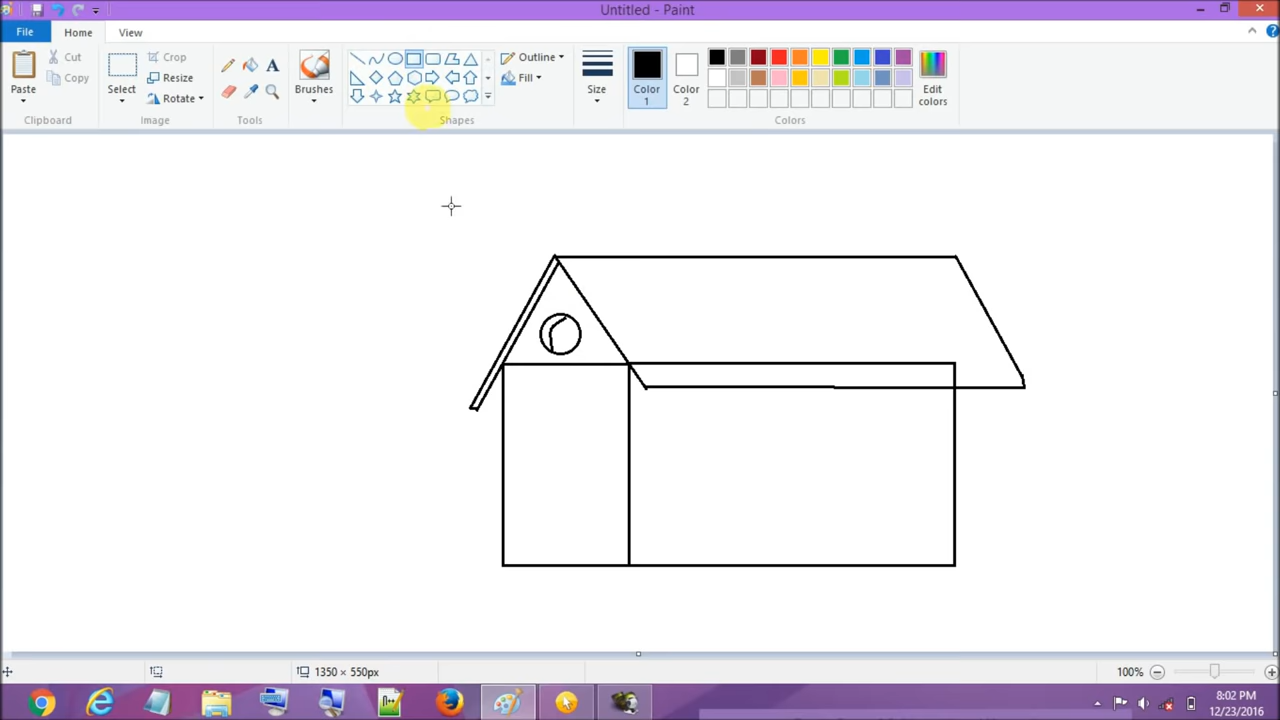 Untitled - Paint
File Home View
Paste
Cut
Copy
Clipboard
Select
Crop
Resize
Rotate
Image
A
Tools
Brushes
Shapes
Outline
Fill
Size
Color 1
Color 2
Edit colors
Colors
1350 × 550px
100%
8:02 PM
12/23/2016